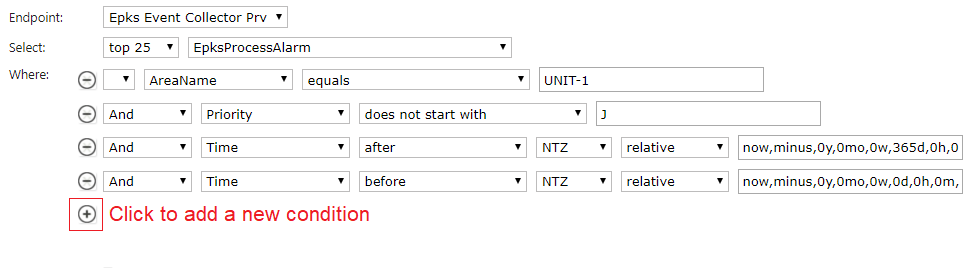 Endpoint: Epks Event Collector Prv
Select: top 25 EpksProcessAlarm
Where: AreaName equals UNIT-1
And Priority does not start with J
And Time after NTZ relative now,minus,0y,0mo,0w,365d,0h,0
And Time before NTZ relative now,minus,0y,0mo,0w,0d,0h,0m,
Click to add a new condition